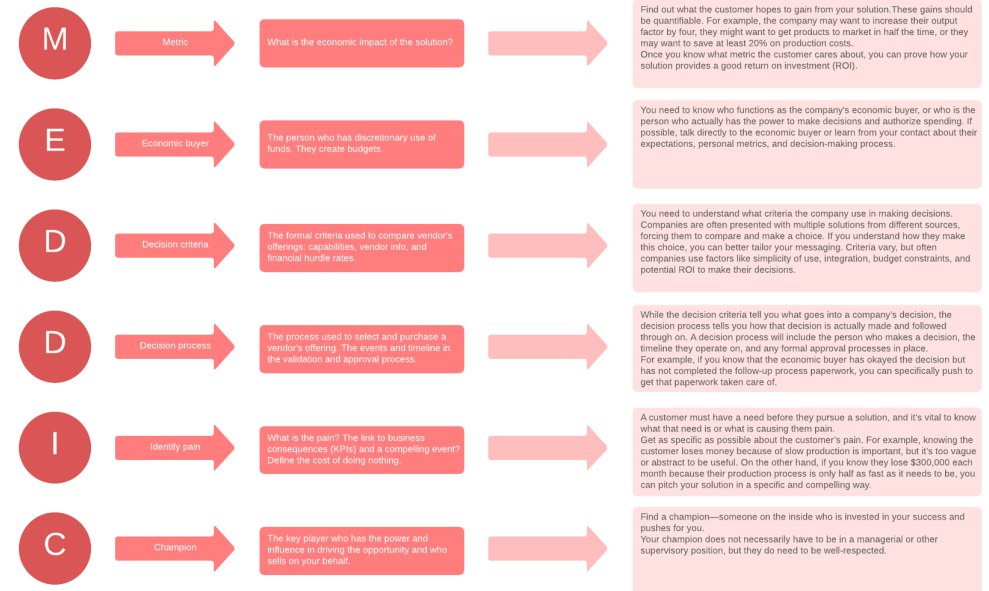 M
Metric
What is the economic impact of the solution?
Find out what the customer hopes to gain from your solution.These gains should
be quantifiable. For example, the company may want to increase their output
factor by four, they might want to get products to market in half the time, or they
may want to save at least 20% on production costs.
Once you know what metric the customer cares about, you can prove how your
solution provides a good return on investment (ROI).
E
Economic buyer
The person who has discretionary use of
funds. They create budgets.
You need to know who functions as the company's economic buyer, or who is the
person who actually has the power to make decisions and authorize spending. If
possible, talk directly to the economic buyer or learn from your contact about their
expectations, personal metrics, and decision-making process.
D
Decision criteria
The formal criteria used to compare vendor's
offerings: capabilities, vendor info, and
financial hurdle rates.
You need to understand what criteria the company use in making decisions.
Companies are often presented with multiple solutions from different sources,
forcing them to compare and make a choice. If you understand how they make
this choice, you can better tailor your messaging. Criteria vary, but often
companies use factors like simplicity of use, integration, budget constraints, and
potential ROI to make their decisions.
D
Decision process
The process used to select and purchase a
vendor's offering. The events and timeline in
the validation and approval process.
While the decision criteria tell you what goes into a company's decision, the
decision process tells you how that decision is actually made and followed
through on. A decision process will include the person who makes a decision, the
timeline they operate on, and any formal approval processes in place.
For example, if you know that the economic buyer has okayed the decision but
has not completed the follow-up process paperwork, you can specifically push to
get that paperwork taken care of.
I
Identify pain
What is the pain? The link to business
consequences (KPIs) and a compelling event?
Define the cost of doing nothing.
A customer must have a need before they pursue a solution, and it's vital to know
what that need is or what is causing them pain.
Get as specific as possible about the customer's pain. For example, knowing the
customer loses money because of slow production is important, but it's too vague
or abstract to be useful. On the other hand, if you know they lose $300,000 each
month because their production process is only half as fast as it needs to be, you
can pitch your solution in a specific and compelling way.
C
Champion
The key player who has the power and
influence in driving the opportunity and who
sells on your behalf.
Find a champion—someone on the inside who is invested in your success and
pushes for you.
Your champion does not necessarily have to be in a managerial or other
supervisory position, but they do need to be well-respected.